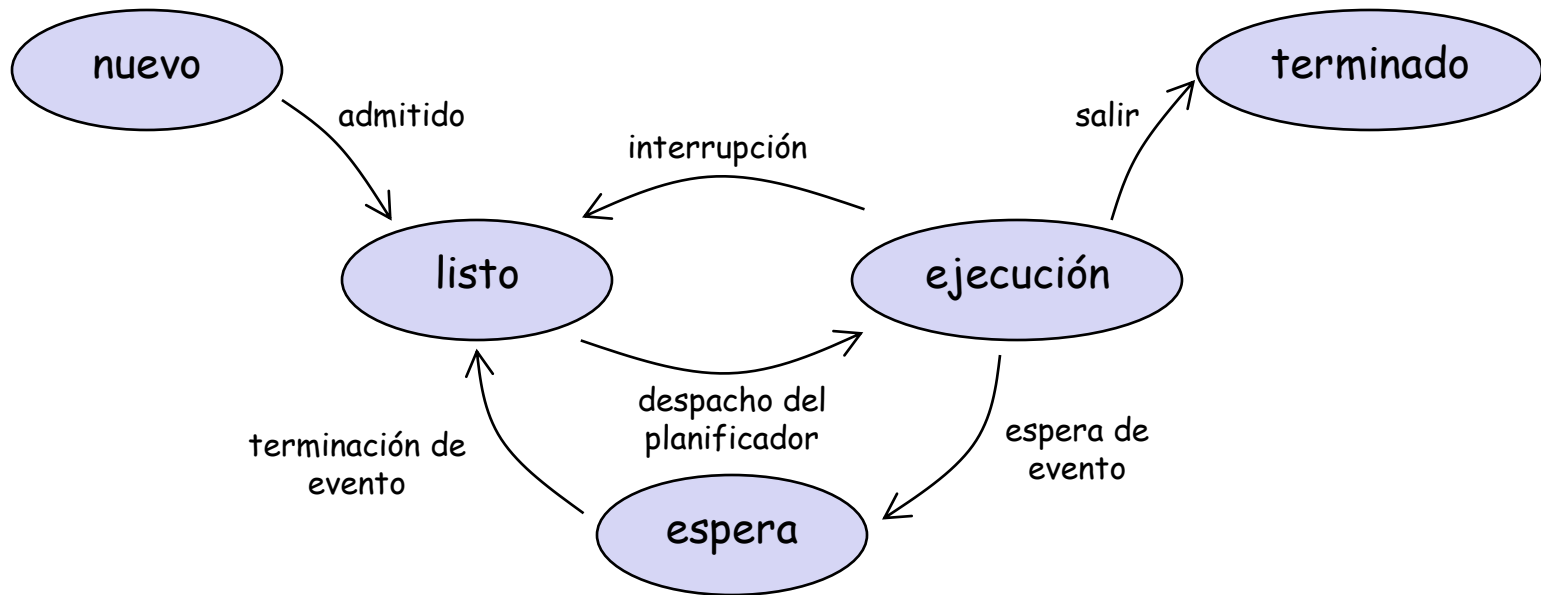 nuevo
terminado
admitido
salir
interrupción
listo
ejecución
despacho del
planificador
terminación de
evento
espera de
evento
espera